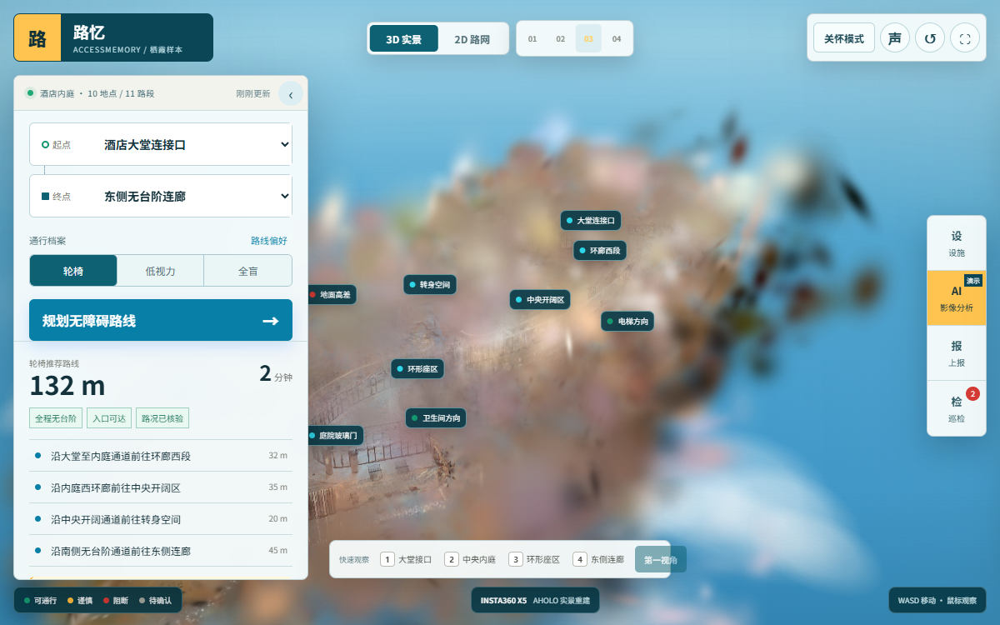 路
路忆
ACCESSMEMORY / 栖霞样本
3D 实景
2D 路网
01
02
03
04
关怀模式
声
↺
酒店内庭 · 10 地点 / 11 路段
刚刚更新
‹
起点
酒店大堂连接口
终点
东侧无台阶连廊
通行档案
路线偏好
轮椅
低视力
全盲
规划无障碍路线
→
轮椅推荐路线
132 m
2 分钟
全程无台阶
入口可达
路况已核验
沿大堂至内庭通道前往环廊西段
32 m
沿内庭西环廊前往中央开阔区
35 m
沿中央开阔通道前往转身空间
20 m
沿南侧无台阶通道前往东侧连廊
45 m
大堂连接口
环廊西段
转身空间
地面高差
中央开阔区
电梯方向
环形座区
卫生间方向
庭院玻璃门
设
设施
演示
AI
影像分析
报
上报
2
检
巡检
快速观察
1 大堂接口
2 中央内庭
3 环形座区
4 东侧连廊
第一视角
可通行
谨慎
阻断
待确认
INSTA360 X5 AHOLO 实景重建
WASD 移动 · 鼠标观察